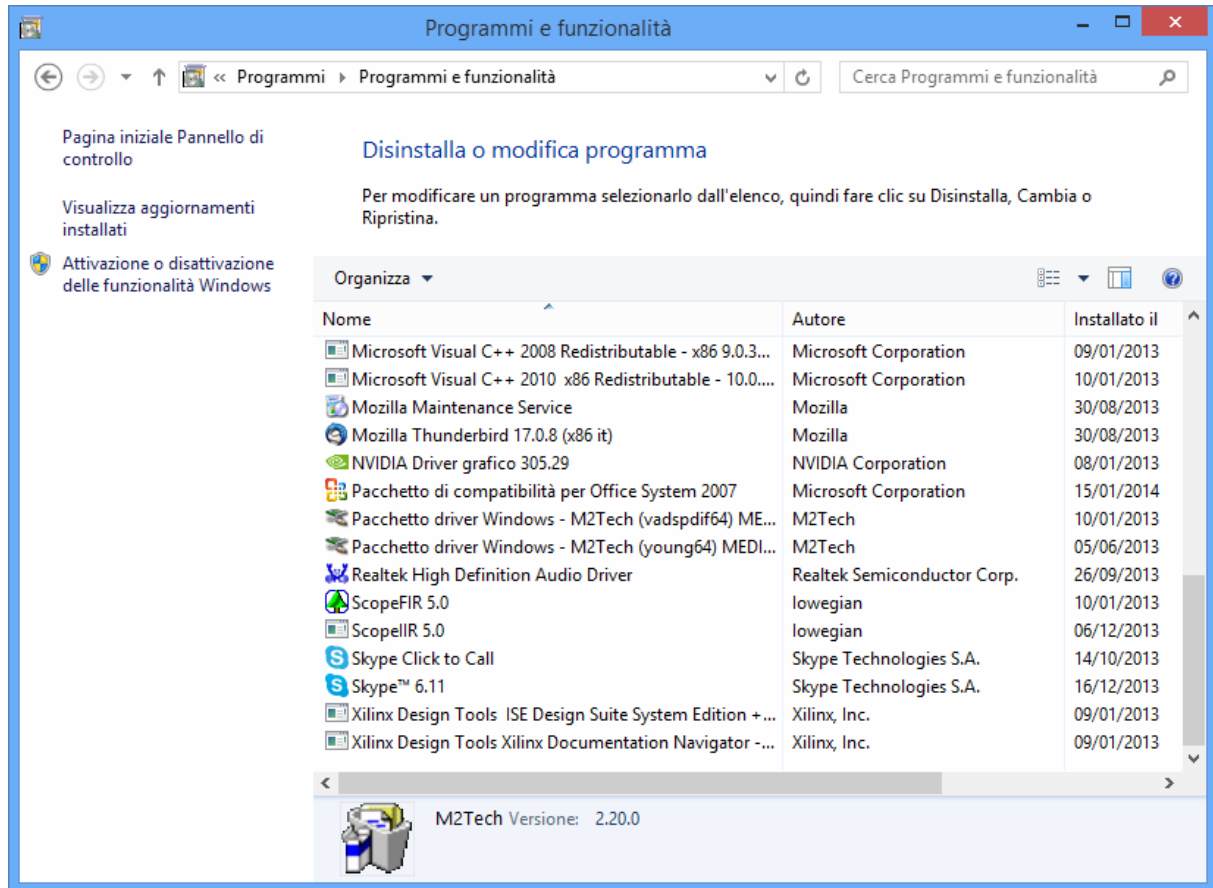 Programmi e funzionalità
« Programmi Programmi e funzionalità
Cerca Programmi e funzionalità
Pagina iniziale Pannello di
controllo
Visualizza aggiornamenti
installati
Attivazione o disattivazione
delle funzionalità Windows
Disinstalla o modifica programma
Per modificare un programma selezionarlo dall'elenco, quindi fare clic su Disinstalla, Cambia o
Ripristina.
Organizza
Nome Autore Installato il
Microsoft Visual C++ 2008 Redistributable - x86 9.0.3... Microsoft Corporation 09/01/2013
Microsoft Visual C++ 2010 x86 Redistributable - 10.0.... Microsoft Corporation 10/01/2013
Mozilla Maintenance Service Mozilla 30/08/2013
Mozilla Thunderbird 17.0.8 (x86 it) Mozilla 30/08/2013
NVIDIA Driver grafico 305.29 NVIDIA Corporation 08/01/2013
Pacchetto di compatibilità per Office System 2007 Microsoft Corporation 15/01/2014
Pacchetto driver Windows - M2Tech (vadspdif64) ME... M2Tech 10/01/2013
Pacchetto driver Windows - M2Tech (young64) MEDI... M2Tech 05/06/2013
Realtek High Definition Audio Driver Realtek Semiconductor Corp. 26/09/2013
ScopeFIR 5.0 Iowegian 10/01/2013
ScopeIIR 5.0 Iowegian 06/12/2013
Skype Click to Call Skype Technologies S.A. 14/10/2013
Skype™ 6.11 Skype Technologies S.A. 16/12/2013
Xilinx Design Tools ISE Design Suite System Edition +... Xilinx, Inc. 09/01/2013
Xilinx Design Tools Xilinx Documentation Navigator -... Xilinx, Inc. 09/01/2013
M2Tech Versione: 2.20.0